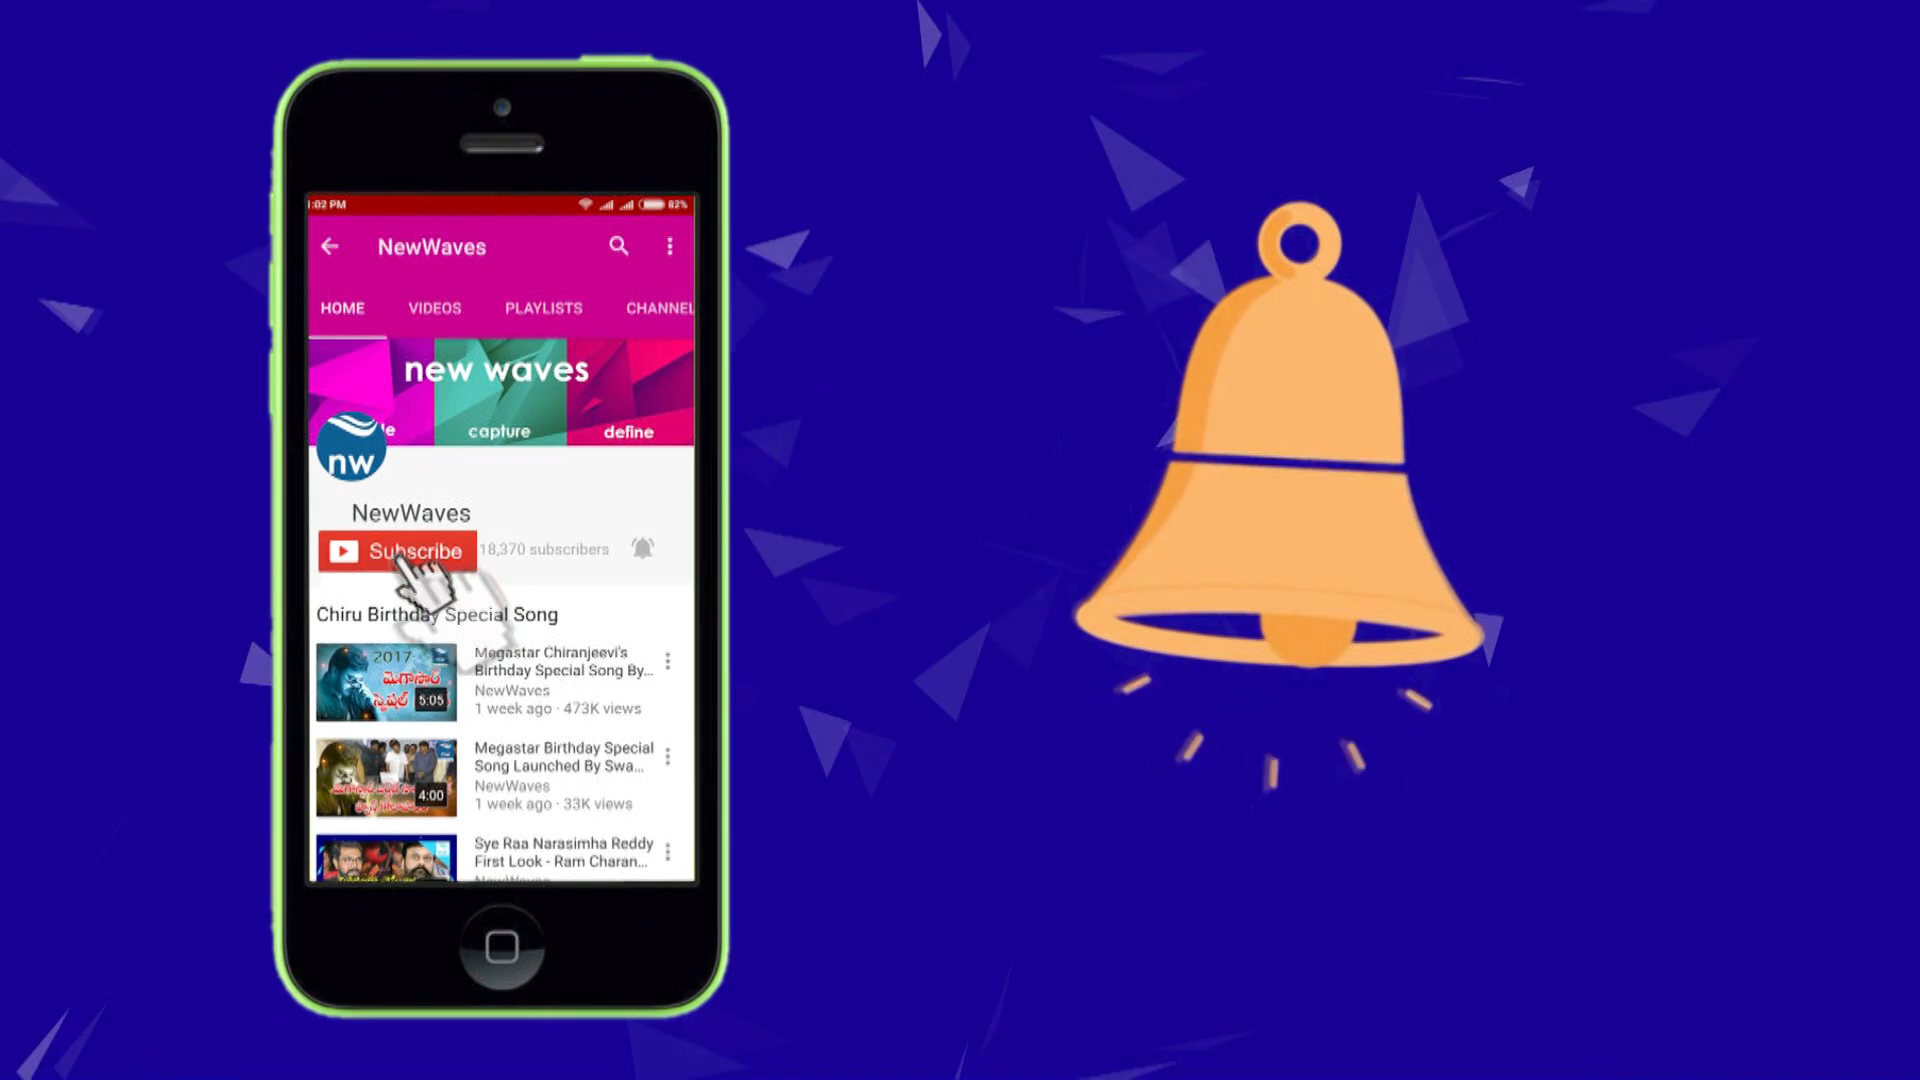 1:02 PM
82%
NewWaves
HOME VIDEOS PLAYLISTS CHANNEL
new waves
capture
define
nw
NewWaves
Subscribe
18,370 subscribers
Chiru Birthday Special Song
2017
మెగాస్టార్
స్పెషల్
5:05
Megastar Chiranjeevi's
Birthday Special Song By...
NewWaves
1 week ago · 473K views
4:00
Megastar Birthday Special
Song Launched By Swa...
NewWaves
1 week ago · 33K views
Sye Raa Narasimha Reddy
First Look - Ram Charan...
NewWaves